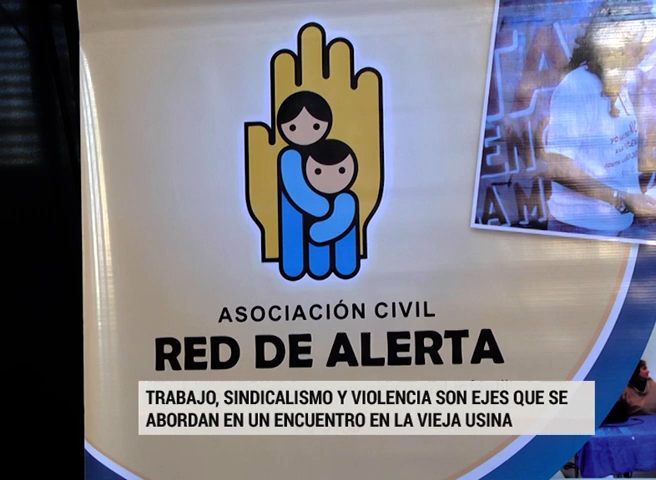 ASOCIACIÓN CIVIL
RED DE ALERTA
TRABAJO, SINDICALISMO Y VIOLENCIA SON EJES QUE SE
ABORDAN EN UN ENCUENTRO EN LA VIEJA USINA